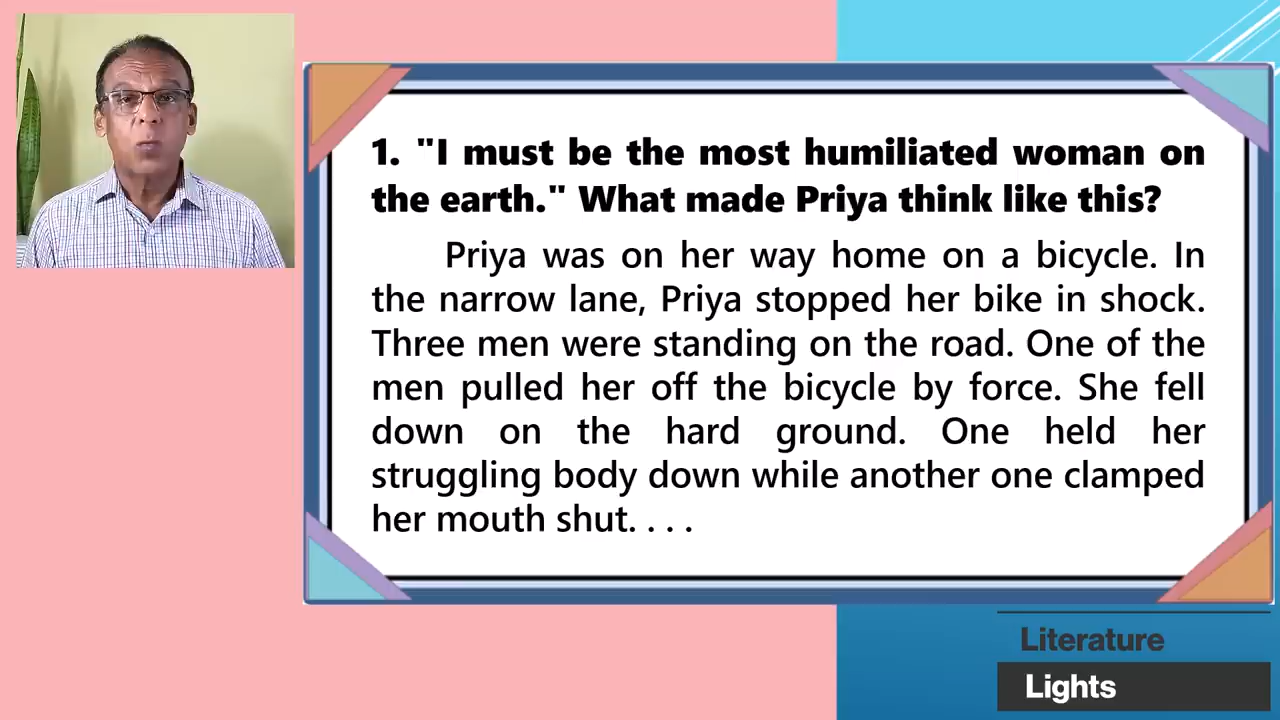 1. "I must be the most humiliated woman on
the earth." What made Priya think like this?
Priya was on her way home on a bicycle. In
the narrow lane, Priya stopped her bike in shock.
Three men were standing on the road. One of the
men pulled her off the bicycle by force. She fell
down on the hard ground. One held her
struggling body down while another one clamped
her mouth shut. . . .
Literature
Lights